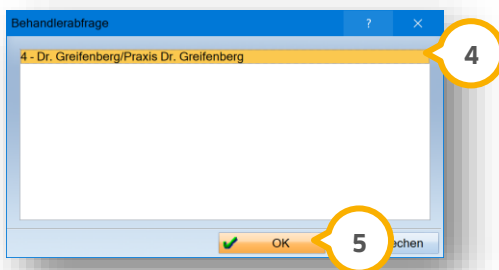 Behandlerabfrage ? ×
4 - Dr. Greifenberg/Praxis Dr. Greifenberg
4
OK
5
echen